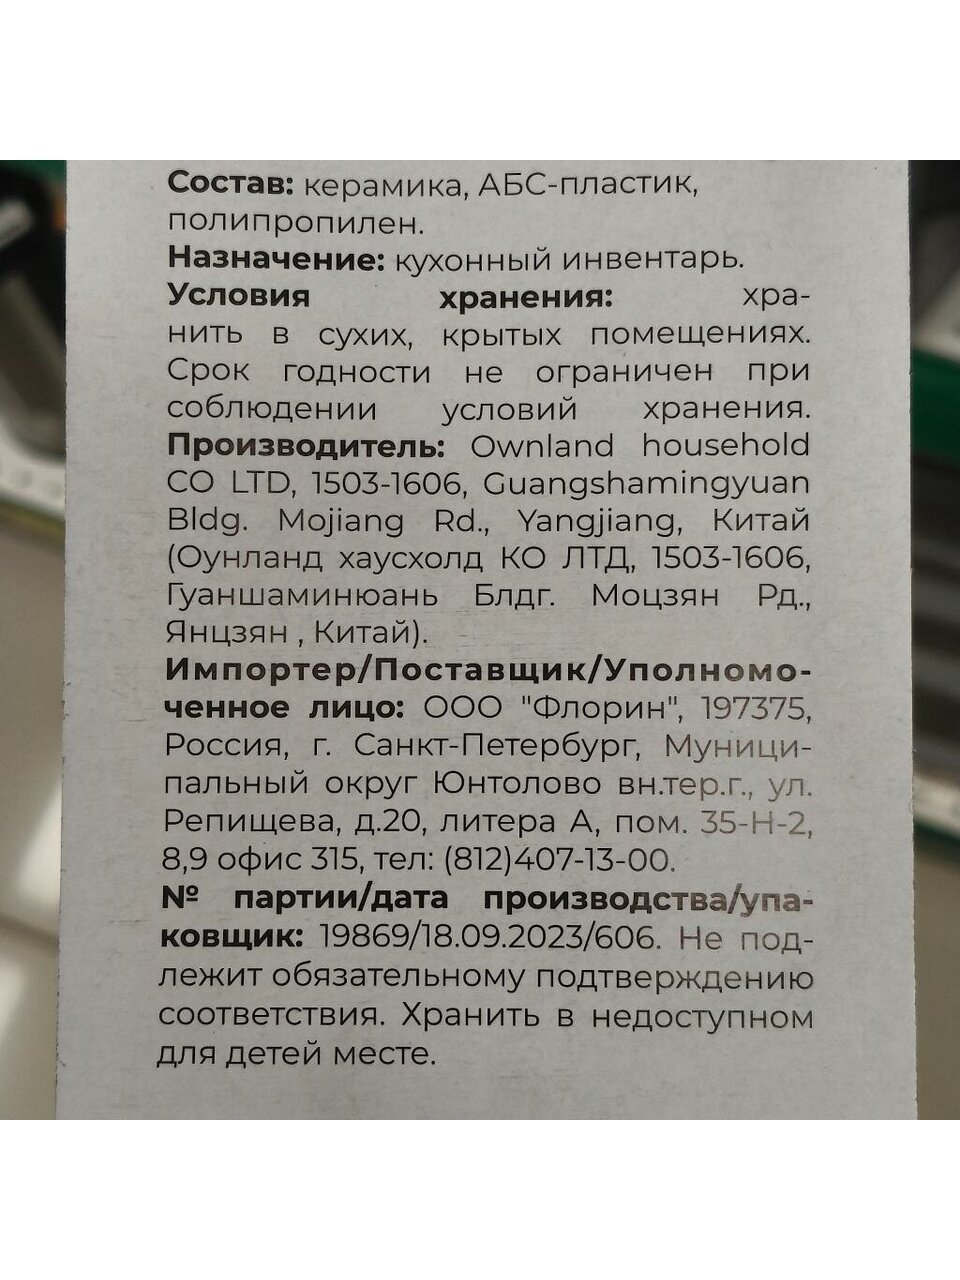 Состав: керамика, АБС-пластик,
полипропилен.
Назначение: кухонный инвентарь.
Условия хранения: хра-
нить в сухих, крытых помещениях.
Срок годности не ограничен при
соблюдении условий хранения.
Производитель: Ownland household
CO LTD, 1503-1606, Guangshamingyuan
Bldg. Mojiang Rd., Yangjiang, Китай
(Оунланд хаусхолд КО ЛТД, 1503-1606,
Гуаншаминюань Блдг. Моцзян Рд.,
Янцзян , Китай).
Импортер/Поставщик/Уполномо-
ченное лицо: ООО "Флорин", 197375,
Россия, г. Санкт-Петербург, Муници-
пальный округ Юнтолово вн.тер.г., ул.
Репищева, д.20, литера А, пом. 35-Н-2,
8,9 офис 315, тел: (812)407-13-00.
№ партии/дата производства/упа-
ковщик: 19869/18.09.2023/606. Не под-
лежит обязательному подтверждению
соответствия. Хранить в недоступном
для детей месте.